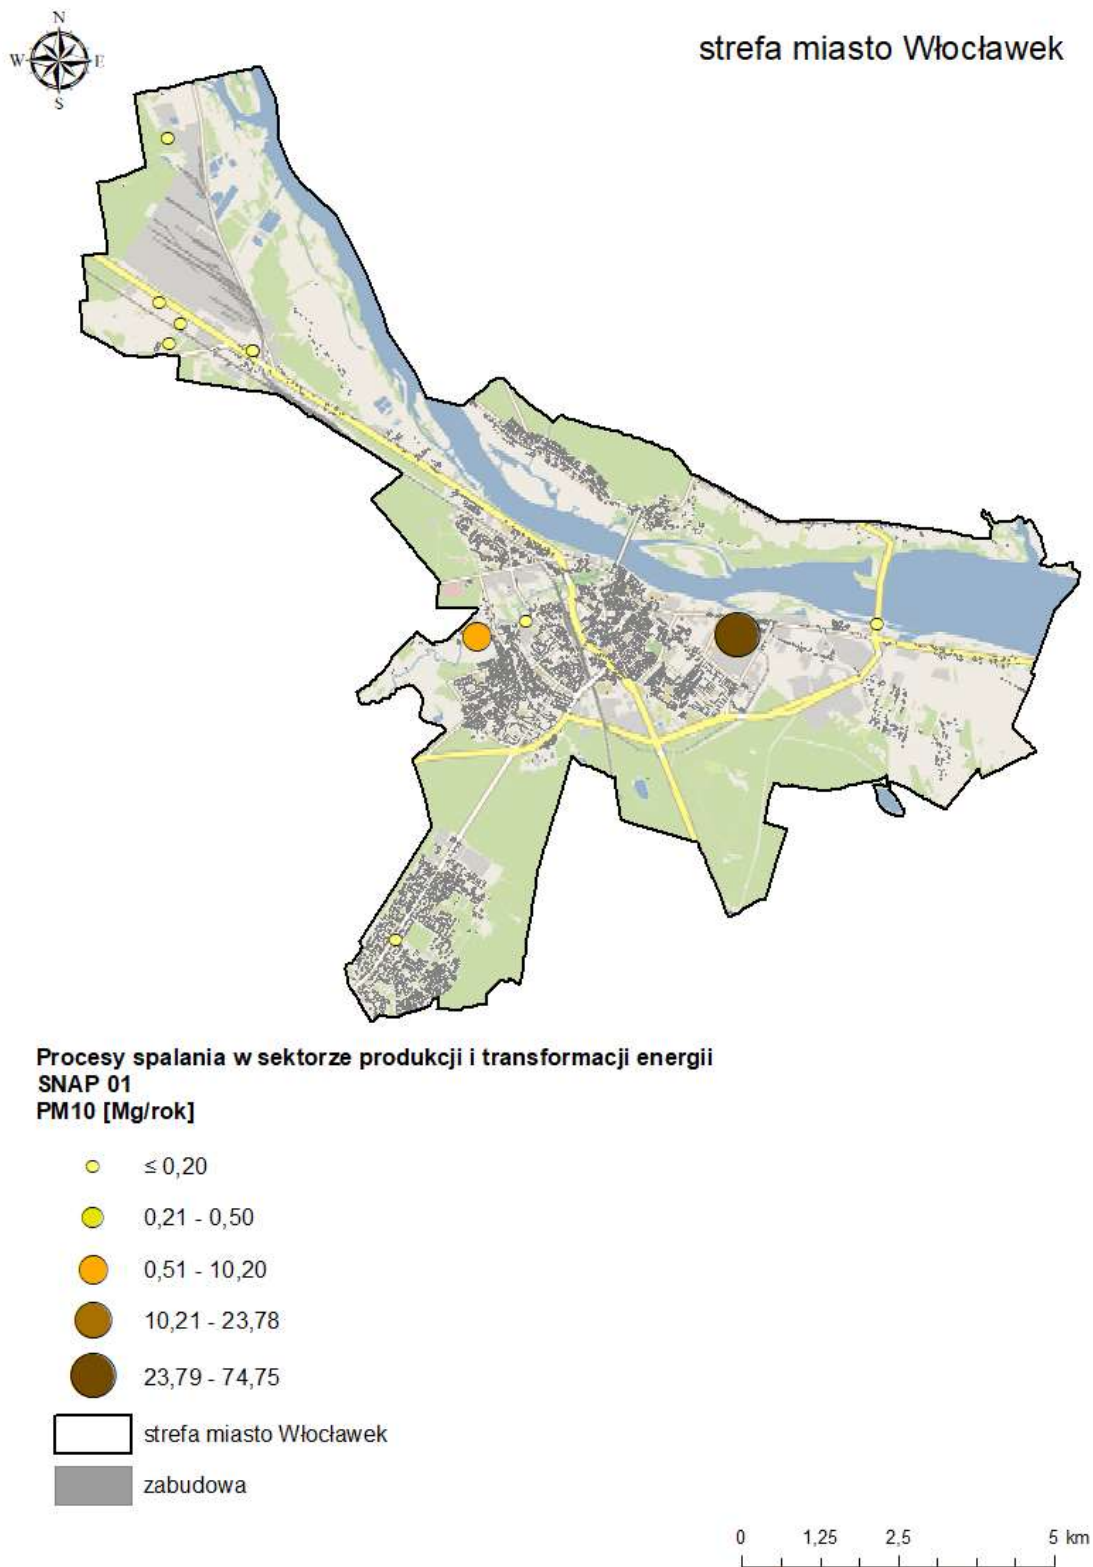 N
W E
S
strefa miasto Włocławek
Procesy spalania w sektorze produkcji i transformacji energii
SNAP 01
PM10 [Mg/rok]
≤ 0,20
0,21 - 0,50
0,51 - 10,20
10,21 - 23,78
23,79 - 74,75
strefa miasto Włocławek
zabudowa
0 1,25 2,5 5 km